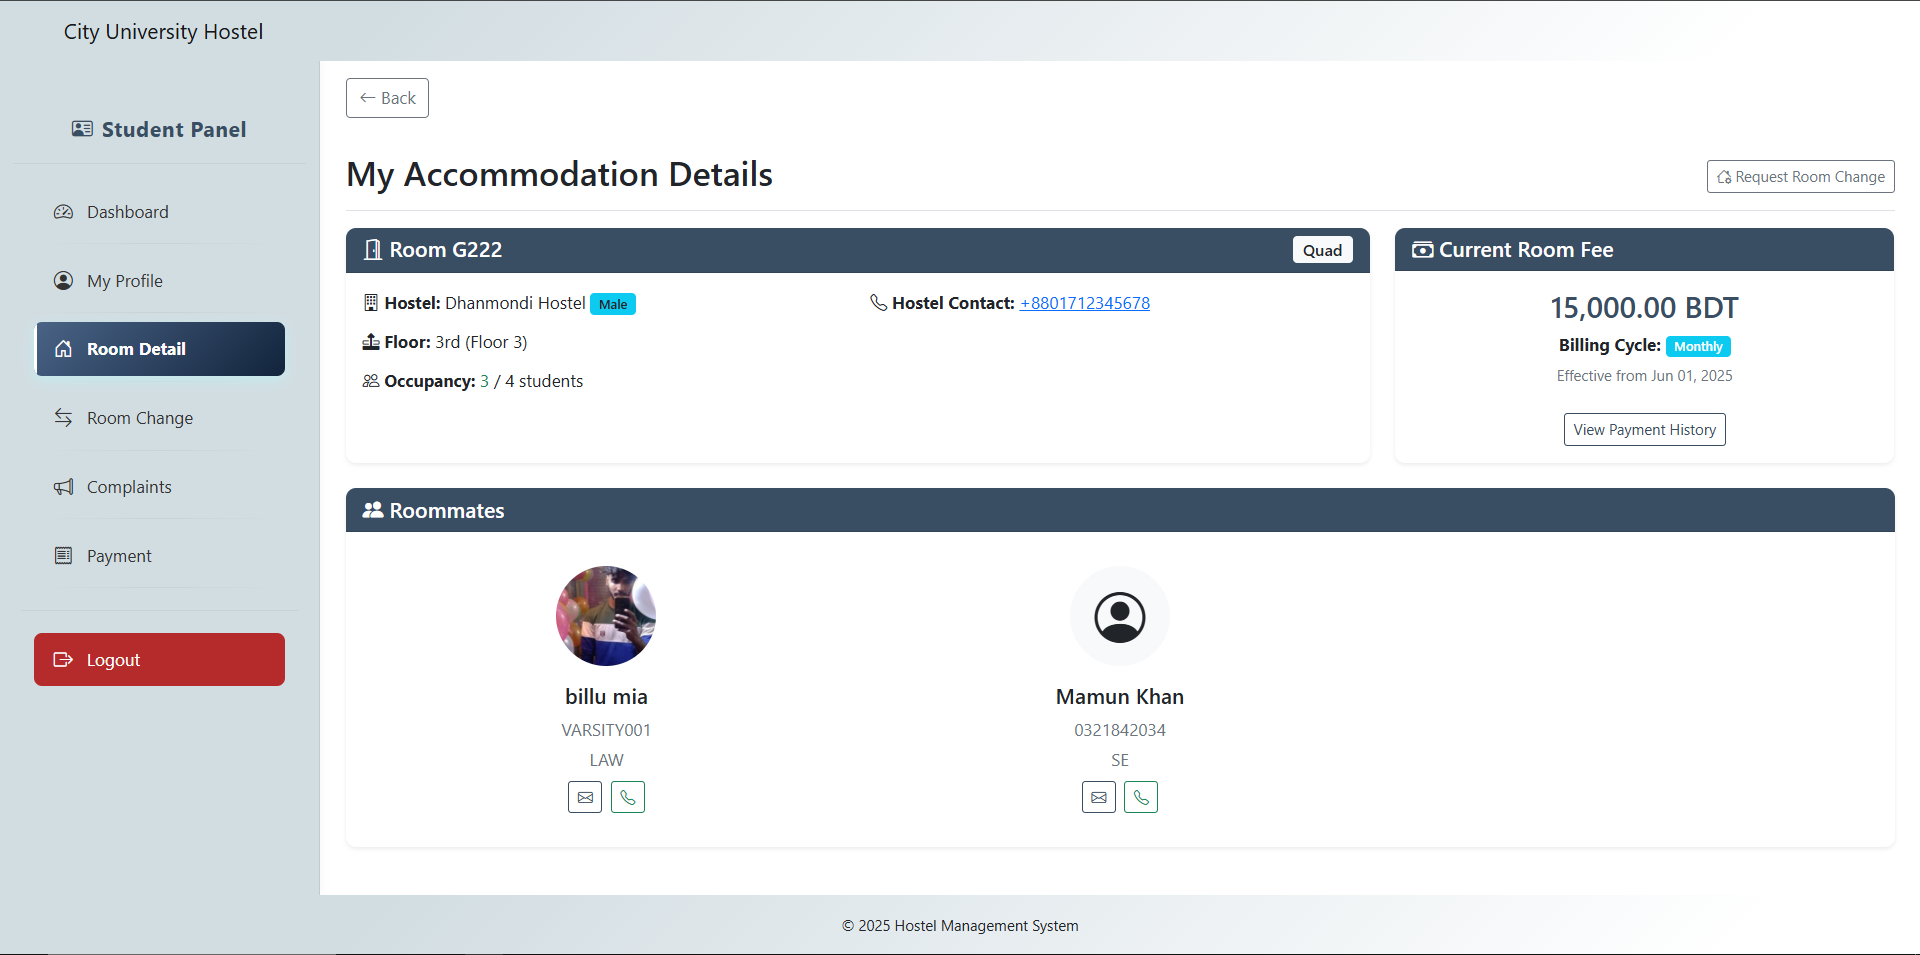 City University Hostel
Student Panel
Dashboard
My Profile
Room Detail
Room Change
Complaints
Payment
Logout
Back
My Accommodation Details
Request Room Change
Room G222
Quad
Hostel: Dhanmondi Hostel Male
Hostel Contact: +8801712345678
Floor: 3rd (Floor 3)
Occupancy: 3 / 4 students
Current Room Fee
15,000.00 BDT
Billing Cycle: Monthly
Effective from Jun 01, 2025
View Payment History
Roommates
billu mia
VARSITY001
LAW
Mamun Khan
0321842034
SE
© 2025 Hostel Management System